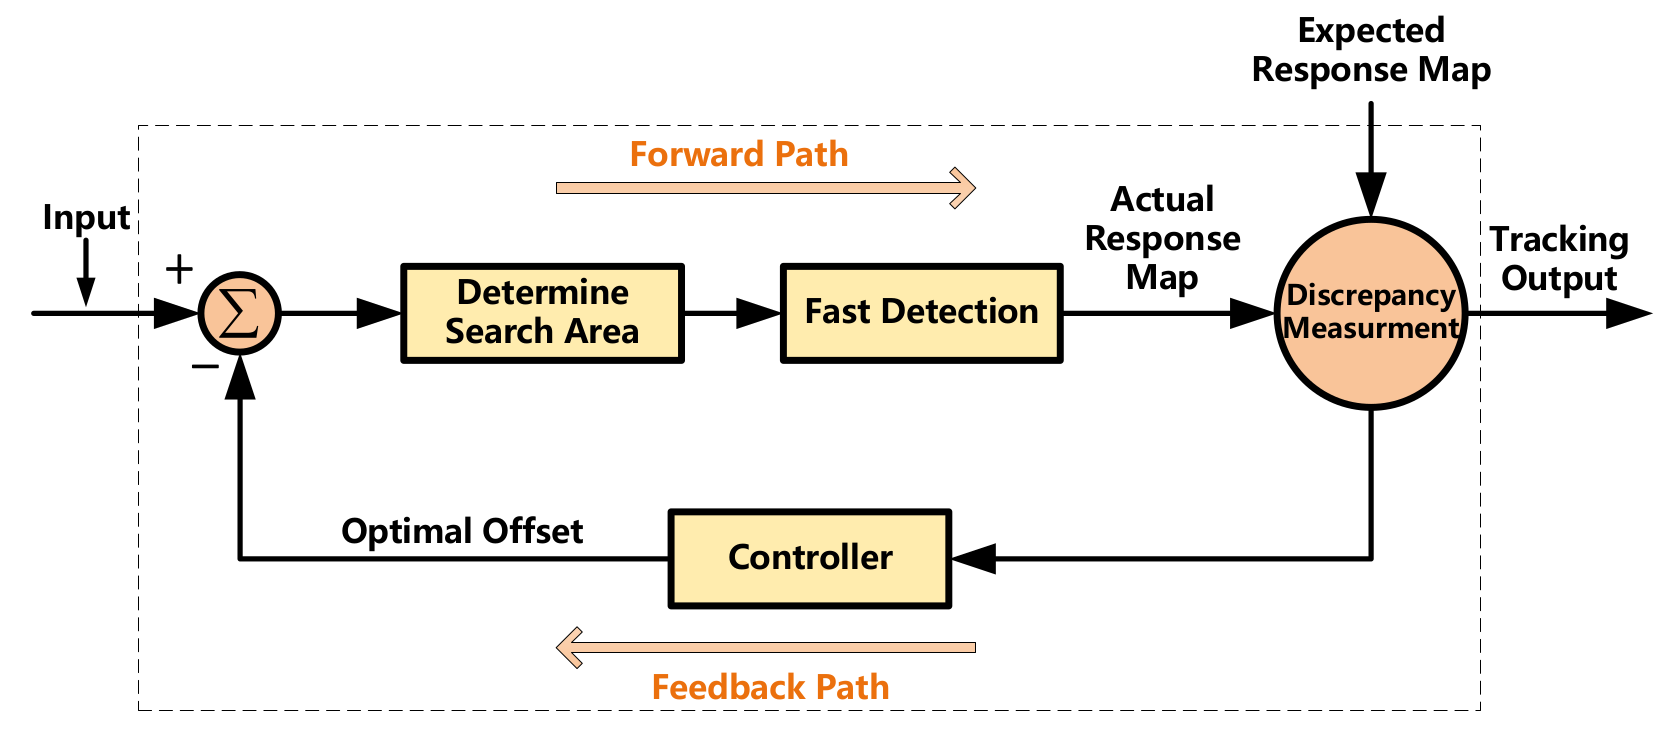 Expected
Response Map
Forward Path
Input
Actual
Response
Map
Tracking
Output
+
∑
−
Determine
Search Area
Fast Detection
Discrepancy
Measurment
Optimal Offset
Controller
Feedback Path